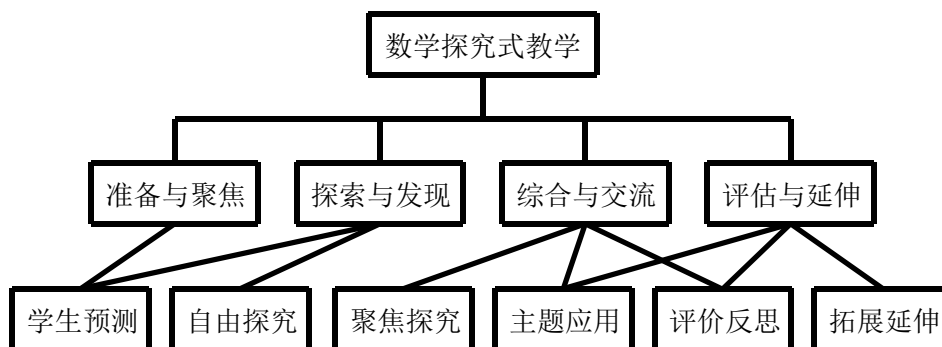 数学探究式教学
准备与聚焦
探索与发现
综合与交流
评估与延伸
学生预测
自由探究
聚焦探究
主题应用
评价反思
拓展延伸